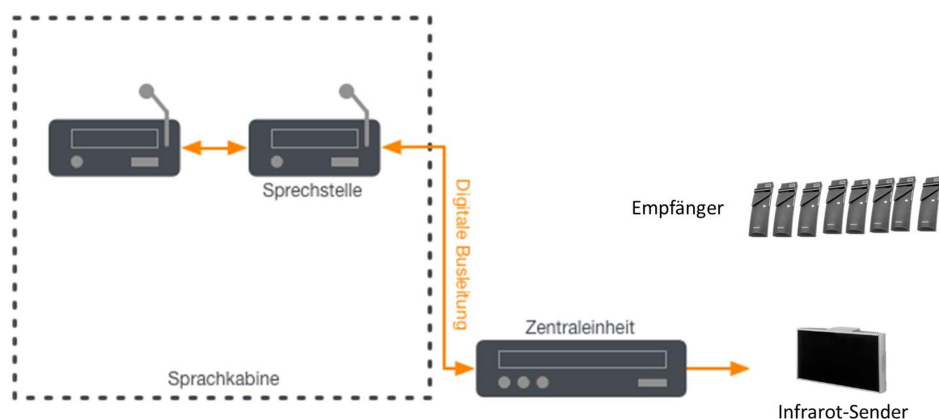 Sprechstelle
Digitale Busleitung
Empfänger
Zentraleinheit
Sprachkabine
Infrarot-Sender